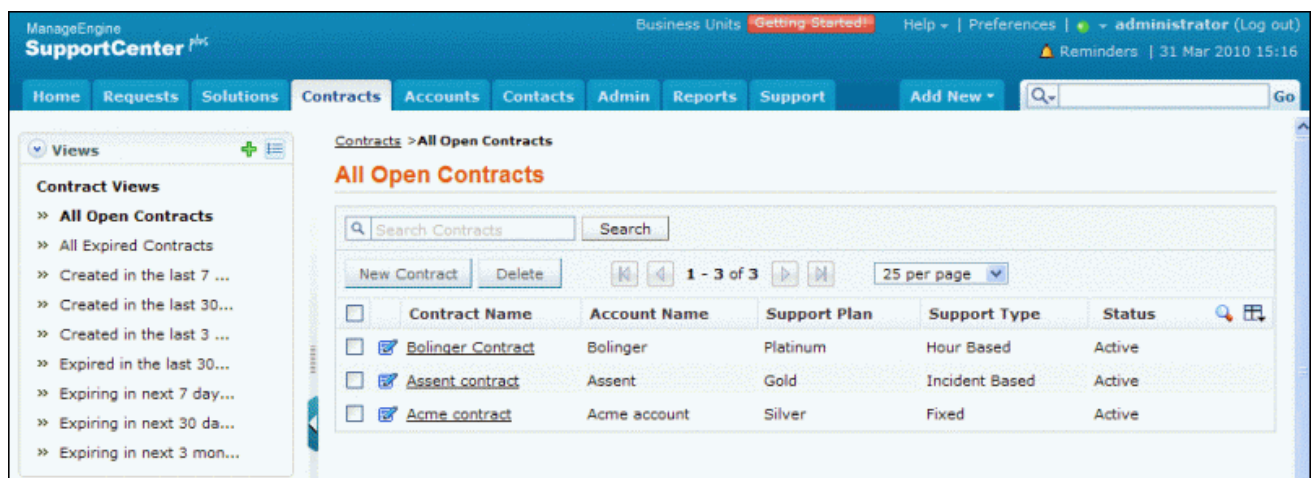 ManageEngine
SupportCenter plus
Business Units Getting Started! Help | Preferences | administrator (Log out)
Reminders | 31 Mar 2010 15:16
Home Requests Solutions Contracts Accounts Contacts Admin Reports Support Add New Go
Views
Contract Views
» All Open Contracts
» All Expired Contracts
» Created in the last 7 ...
» Created in the last 30...
» Created in the last 3 ...
» Expired in the last 30...
» Expiring in next 7 day...
» Expiring in next 30 da...
» Expiring in next 3 mon...
Contracts >All Open Contracts
All Open Contracts
Search Contracts Search
New Contract Delete 1 - 3 of 3 25 per page
Contract Name Account Name Support Plan Support Type Status
Bolinger Contract Bolinger Platinum Hour Based Active
Assent contract Assent Gold Incident Based Active
Acme contract Acme account Silver Fixed Active